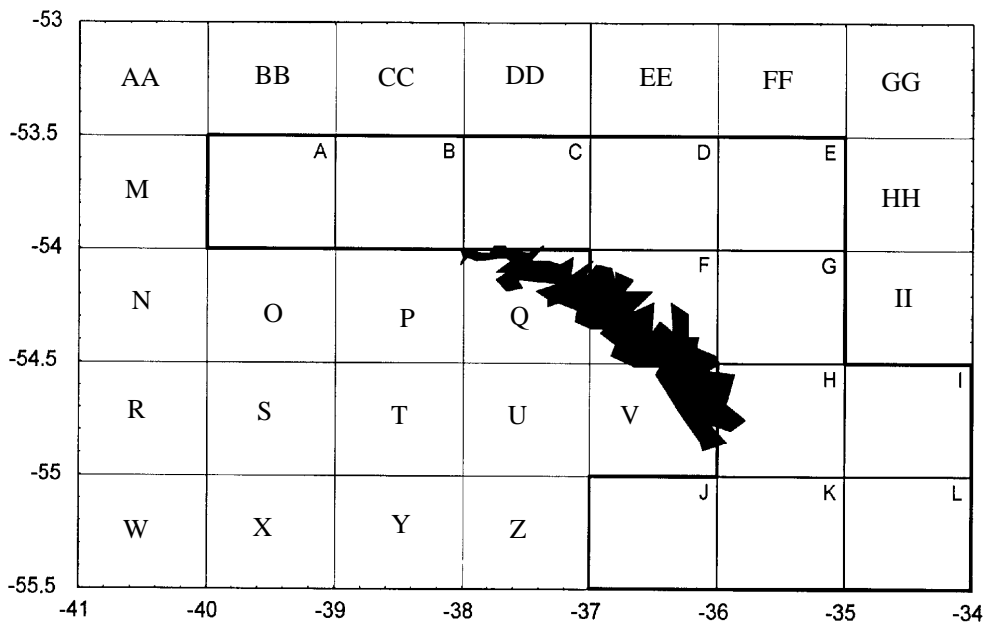 -53
AA BB CC DD EE FF GG
-53.5
A B C D E
M HH
-54
F G
N O P Q II
-54.5
H I
R S T U V
-55
J K L
W X Y Z
-55.5
-41 -40 -39 -38 -37 -36 -35 -34